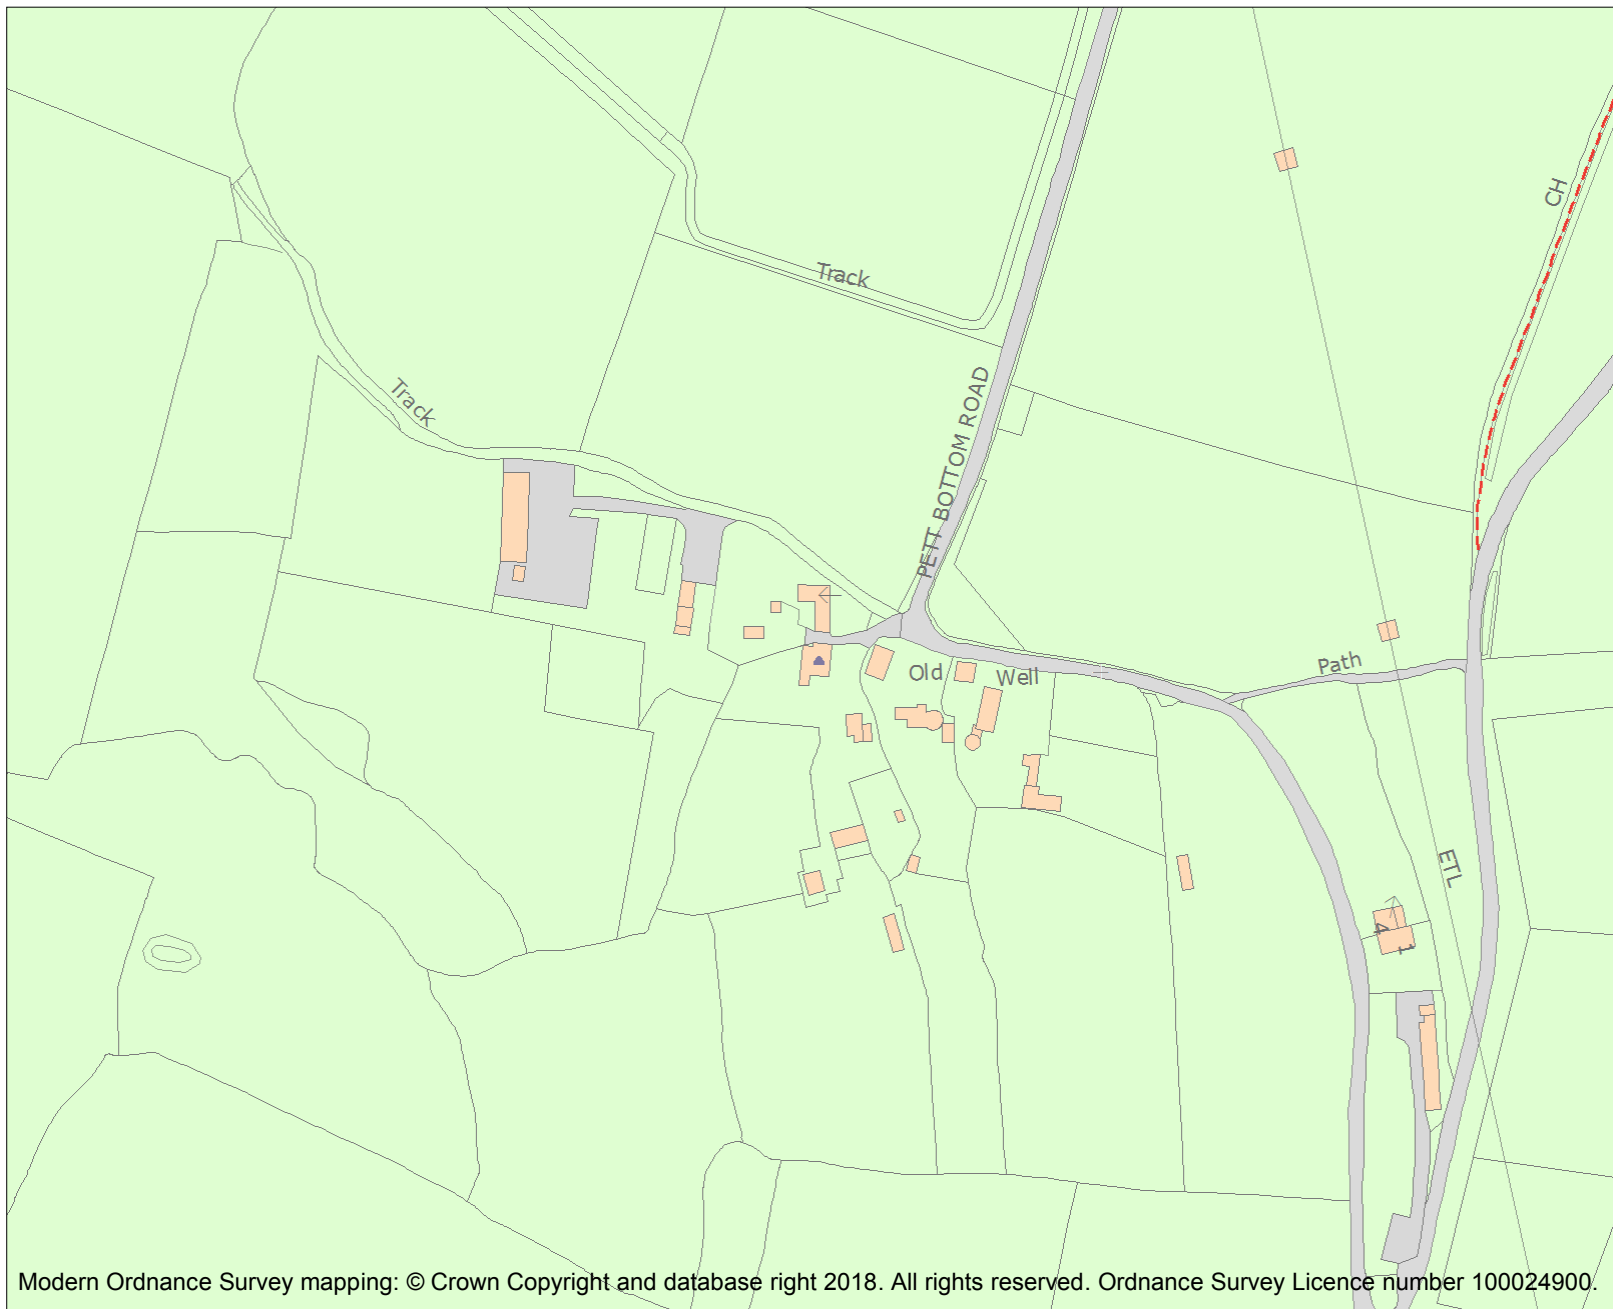 CH
Track
Track
PETT BOTTOM ROAD
Path
Old Well
ETL
4
1
Modern Ordnance Survey mapping: © Crown Copyright and database right 2018. All rights reserved. Ordnance Survey Licence number 100024900.